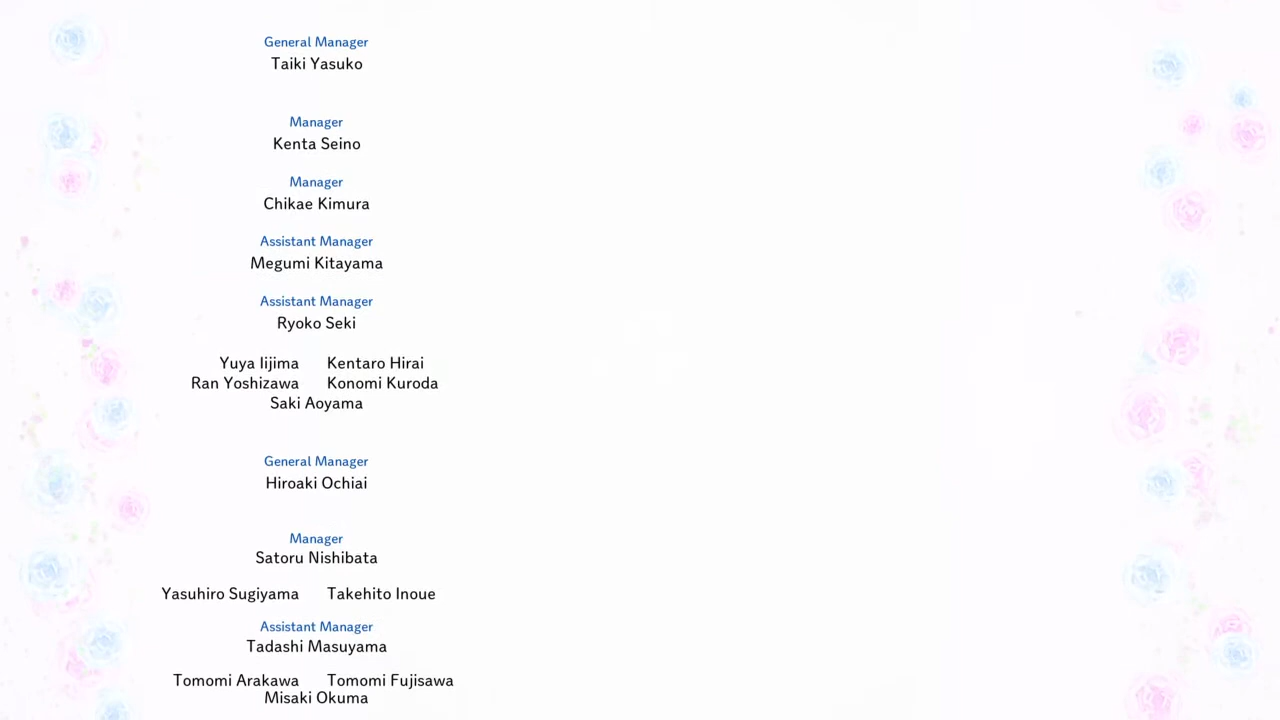 General Manager
Taiki Yasuko
Manager
Kenta Seino
Manager
Chikae Kimura
Assistant Manager
Megumi Kitayama
Assistant Manager
Ryoko Seki
Yuya Iijima Kentaro Hirai
Ran Yoshizawa Konomi Kuroda
Saki Aoyama
General Manager
Hiroaki Ochiai
Manager
Satoru Nishibata
Yasuhiro Sugiyama Takehito Inoue
Assistant Manager
Tadashi Masuyama
Tomomi Arakawa Tomomi Fujisawa
Misaki Okuma